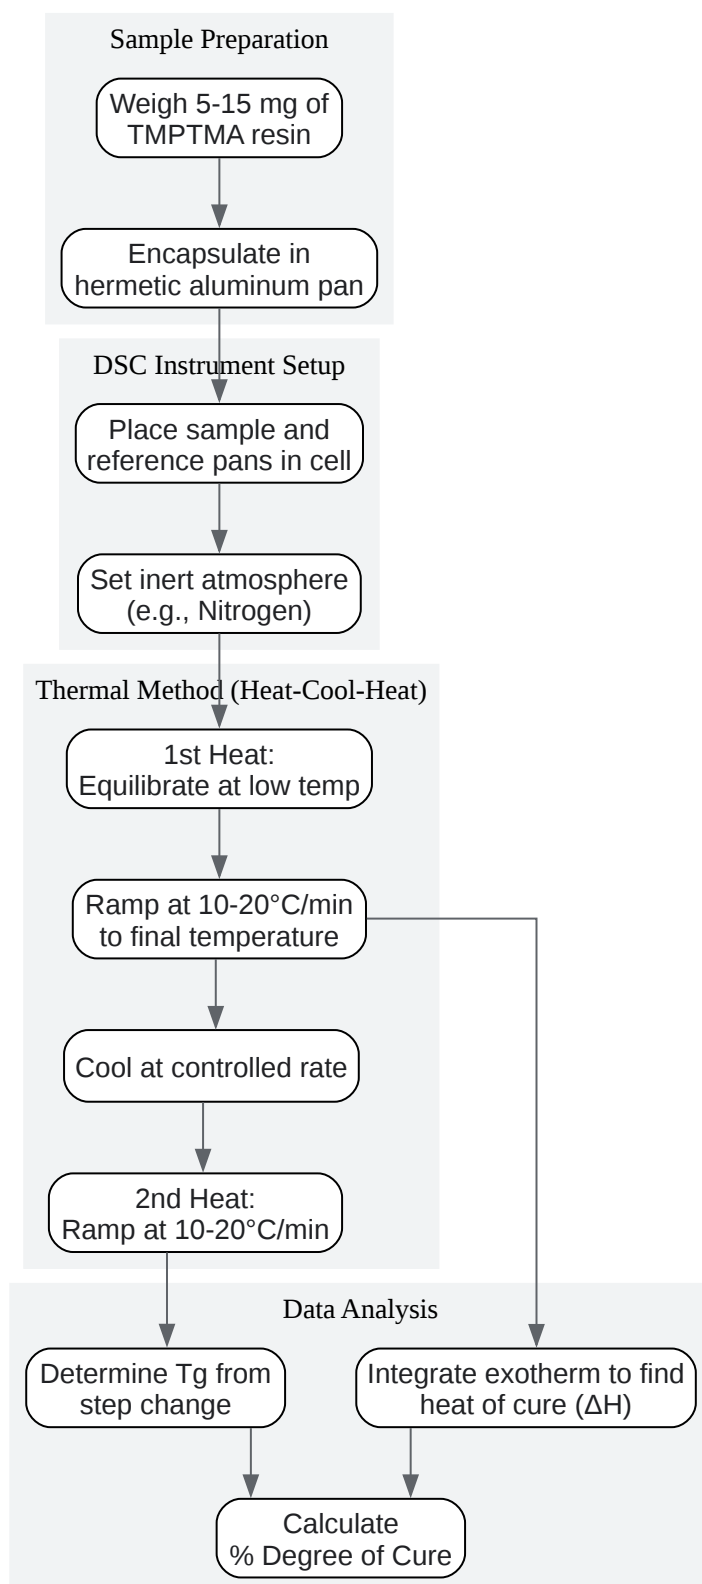 Sample Preparation
Weigh 5-15 mg of
TMPTMA resin
Encapsulate in
hermetic aluminum pan
DSC Instrument Setup
Place sample and
reference pans in cell
Set inert atmosphere
(e.g., Nitrogen)
Thermal Method (Heat-Cool-Heat)
1st Heat:
Equilibrate at low temp
Ramp at 10-20°C/min
to final temperature
Cool at controlled rate
2nd Heat:
Ramp at 10-20°C/min
Data Analysis
Determine Tg from
step change
Integrate exotherm to find
heat of cure (ΔH)
Calculate
% Degree of Cure